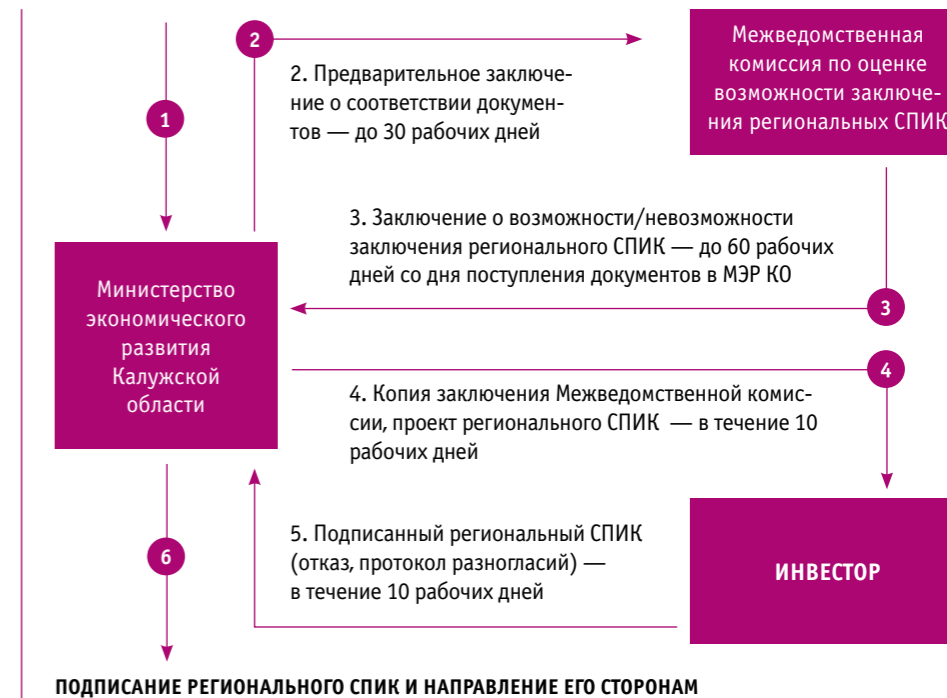 1
2
2. Предварительное заключе-
ние о соответствии докумен-
тов — до 30 рабочих дней
Межведомственная
комиссия по оценке
возможности заключе-
ния региональных СПИК
3. Заключение о возможности/невозможности
заключения регионального СПИК — до 60 рабочих
дней со дня поступления документов в МЭР КО
3
Министерство
экономического
развития
Калужской
области
4
4. Копия заключения Межведомственной комис-
сии, проект регионального СПИК — в течение 10
рабочих дней
5. Подписанный региональный СПИК
(отказ, протокол разногласий) —
в течение 10 рабочих дней
ИНВЕСТОР
6
ПОДПИСАНИЕ РЕГИОНАЛЬНОГО СПИК И НАПРАВЛЕНИЕ ЕГО СТОРОНАМ